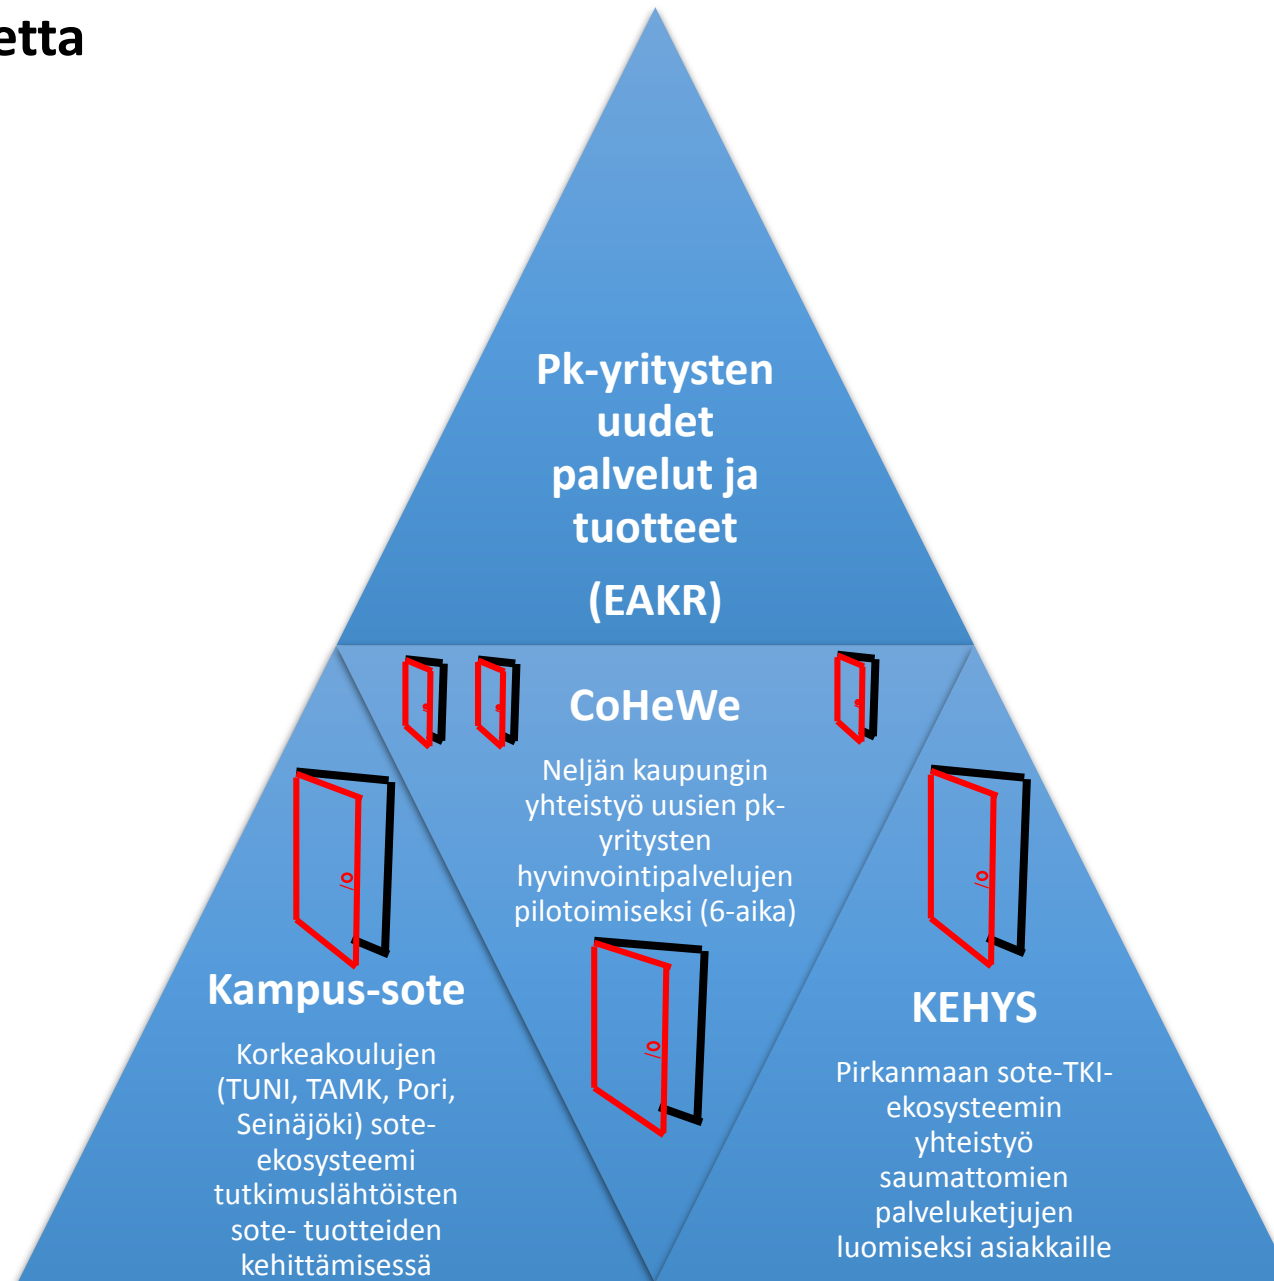 etta
Pk-yritysten
uudet
palvelut ja
tuotteet
(EAKR)
CoHeWe
Neljän kaupungin
yhteistyö uusien pk-
yritysten
hyvinvointipalvelujen
pilotoimiseksi (6-aika)
Kampus-sote
Korkeakoulujen
(TUNI, TAMK, Pori,
Seinäjöki) sote-
ekosysteemi
tutkimuslähtöisten
sote- tuotteiden
kehittämisessä
KEHYS
Pirkanmaan sote-TKI-
ekosysteemin
yhteistyö
saumattomien
palveluketjujen
luomiseksi asiakkaille